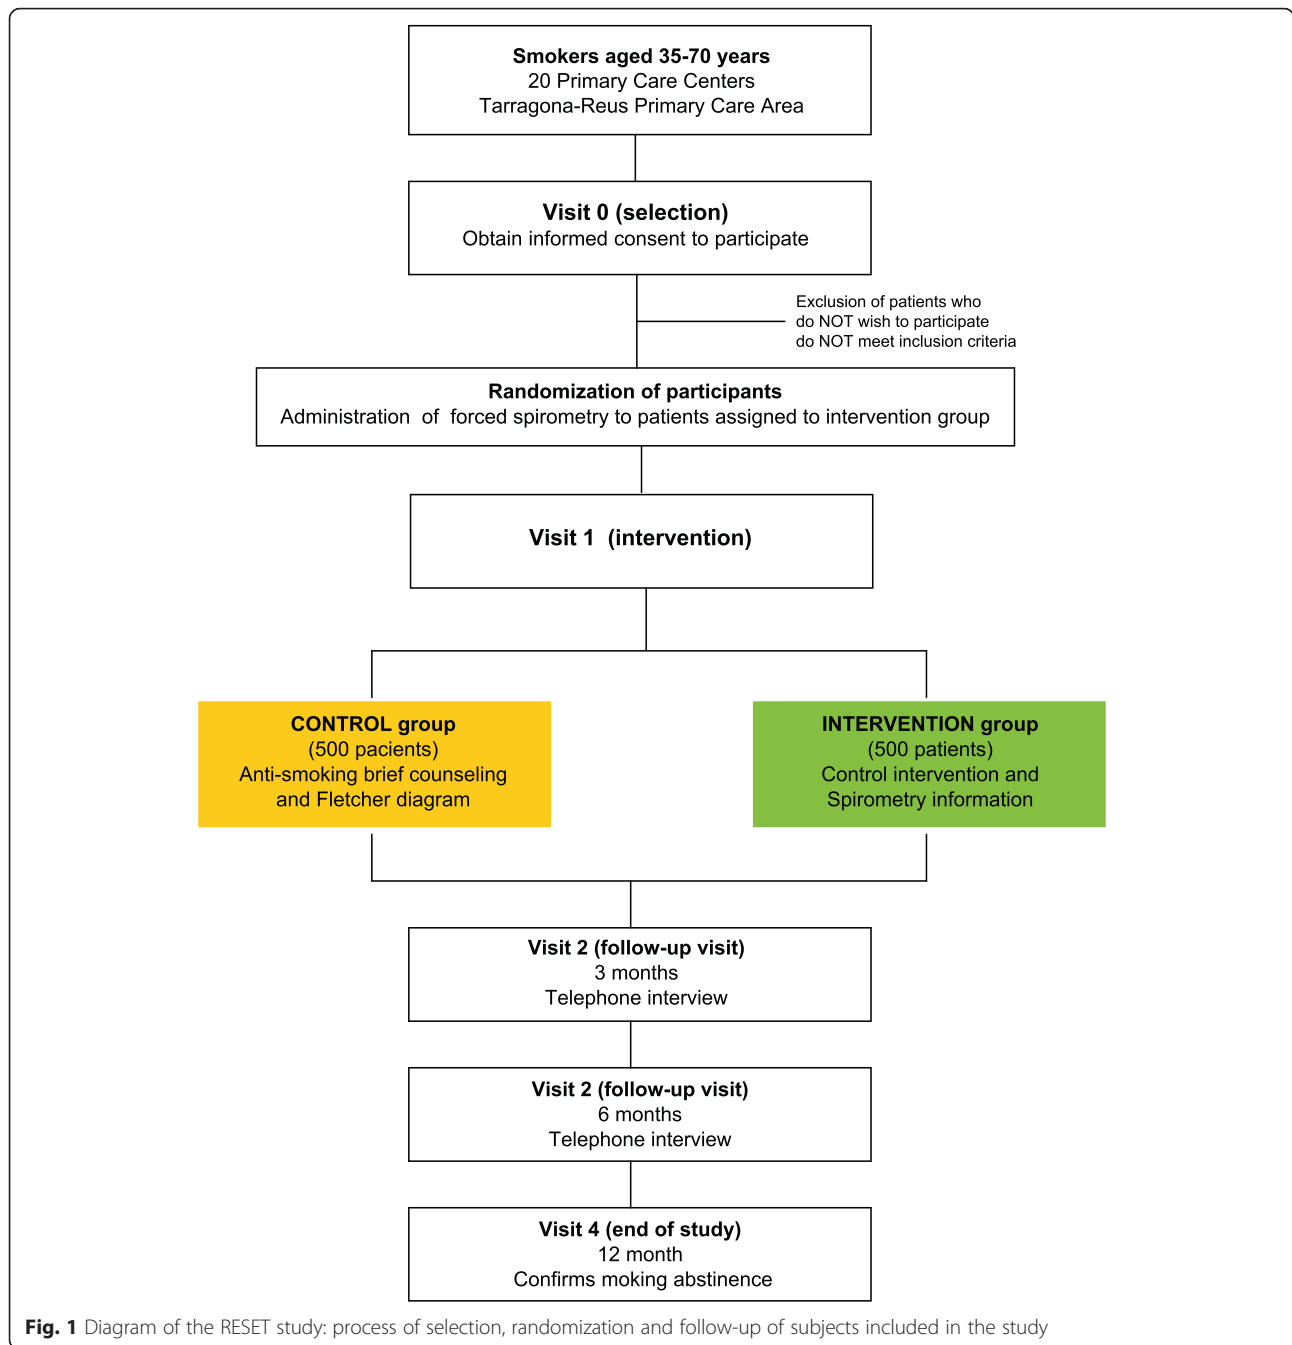 Smokers aged 35-70 years
20 Primary Care Centers
Tarragona-Reus Primary Care Area
Visit 0 (selection)
Obtain informed consent to participate
Exclusion of patients who
do NOT wish to participate
do NOT meet inclusion criteria
Randomization of participants
Administration of forced spirometry to patients assigned to intervention group
Visit 1 (intervention)
CONTROL group
(500 pacients)
Anti-smoking brief counseling
and Fletcher diagram
INTERVENTION group
(500 patients)
Control intervention and
Spirometry information
Visit 2 (follow-up visit)
3 months
Telephone interview
Visit 2 (follow-up visit)
6 months
Telephone interview
Visit 4 (end of study)
12 month
Confirms moking abstinence
Fig. 1 Diagram of the RESET study: process of selection, randomization and follow-up of subjects included in the study